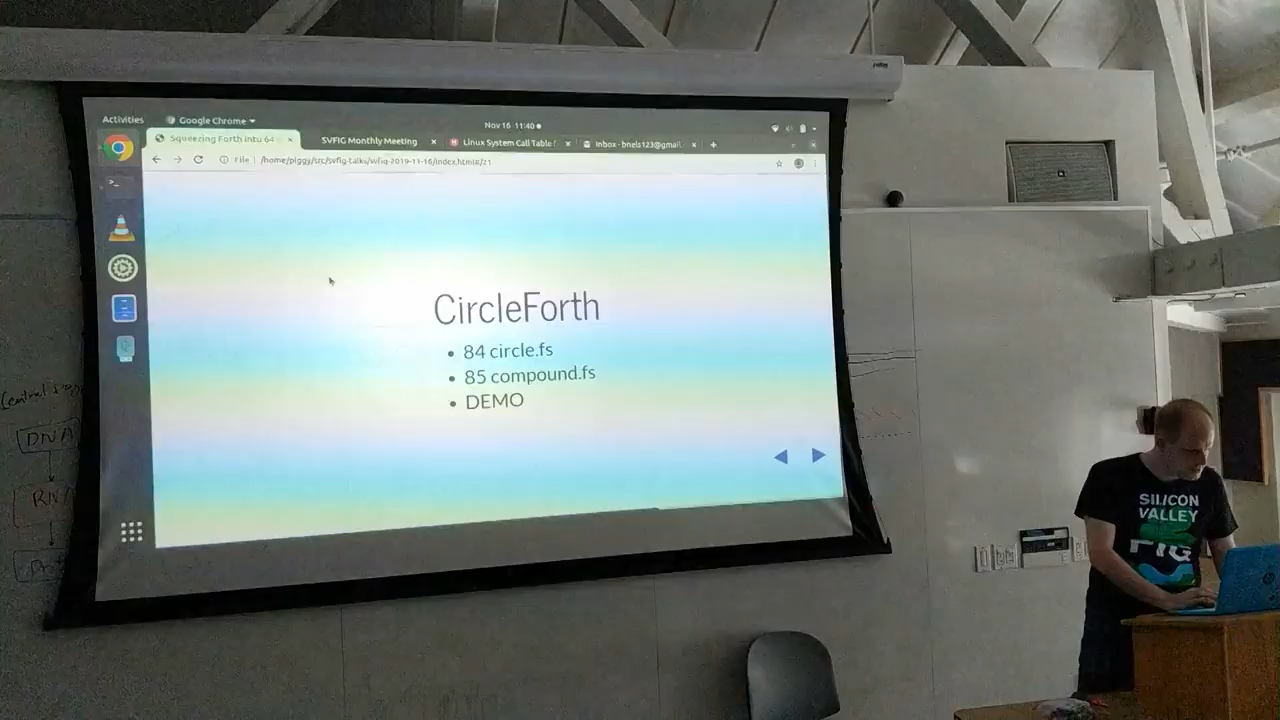 Activities
Google Chrome
Nov 16 11:40
Squeezing Forth into 64
SVFIG Monthly Meeting
Linux System Call Table
Inbox - bnels123@gmail.
File
/home/piggy/src/svfig-talks/svfig-2019-11-16/index.html#/21
CircleForth
84 circle.fs
85 compound.fs
DEMO
Central
DNA
RNA
SILICON
VALLEY
FIG